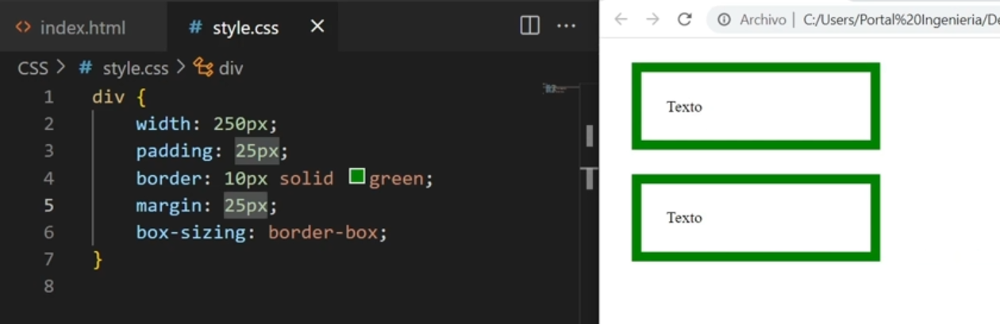 index.html
# style.css ×
CSS > # style.css > div
1 div {
2 width: 250px;
3 padding: 25px;
4 border: 10px solid green;
5 margin: 25px;
6 box-sizing: border-box;
7 }
8
Archivo | C:/Users/Portal%20Ingenieria/De
Texto
Texto